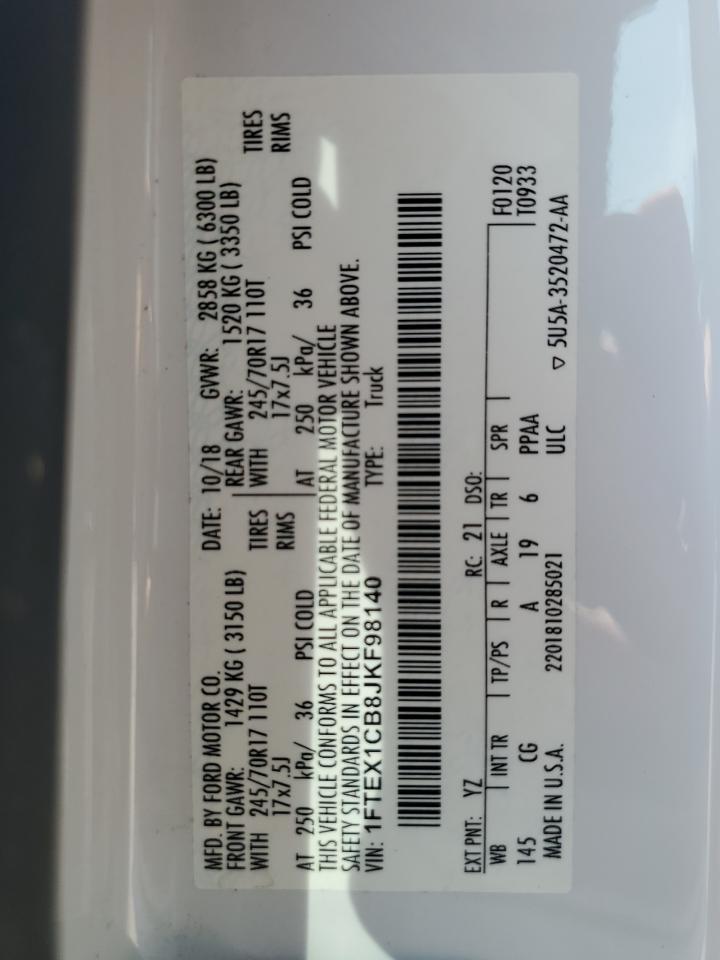 MFD. BY FORD MOTOR CO. DATE: 10/18 GVWR: 2858 KG ( 6300 LB)
FRONT GAWR: 1429 KG ( 3150 LB) REAR GAWR: 1520 KG ( 3350 LB)
WITH 245/70R17 110T TIRES WITH 245/70R17 110T TIRES
17x7.5J RIMS 17x7.5J RIMS
AT 250 kPa/ 36 PSI COLD AT 250 kPa/ 36 PSI COLD
THIS VEHICLE CONFORMS TO ALL APPLICABLE FEDERAL MOTOR VEHICLE
SAFETY STANDARDS IN EFFECT ON THE DATE OF MANUFACTURE SHOWN ABOVE.
VIN: 1FTEX1CB8JKF98140 TYPE: Truck
EXT PNT: YZ RC: 21 DSO:
WB INT TR TP/PS R AXLE TR SPR F0120
145 CG A 19 6 PPAA T0933
MADE IN U.S.A. 2201810285021 ULC ▽ 5U5A-3520472-AA